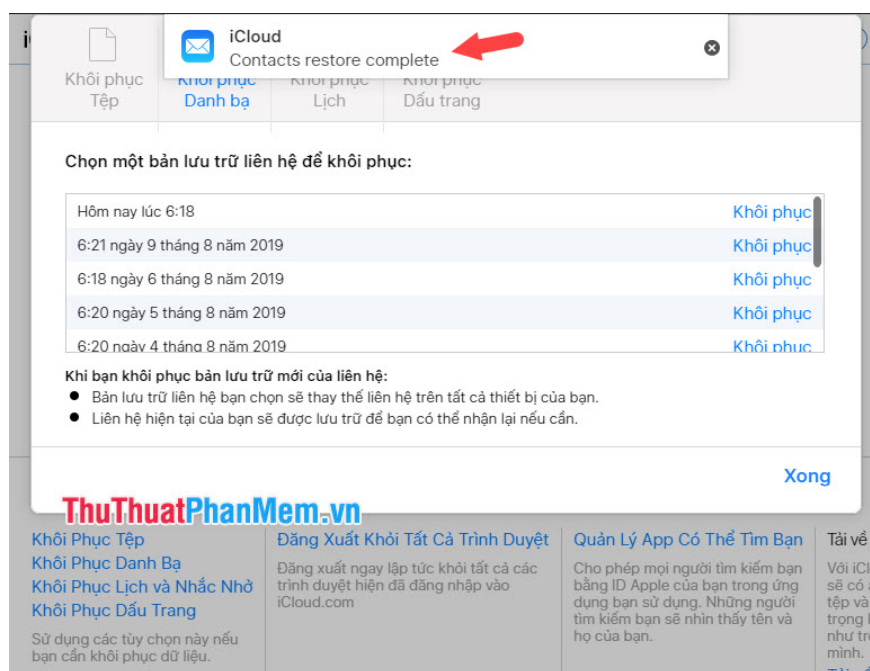 iCloud
Contacts restore complete
Khôi phục
Tệp
Khôi phục
Danh bạ
Khôi phục
Lịch
Khôi phục
Dấu trang
Chọn một bản lưu trữ liên hệ để khôi phục:
Hôm nay lúc 6:18 Khôi phục
6:21 ngày 9 tháng 8 năm 2019 Khôi phục
6:18 ngày 6 tháng 8 năm 2019 Khôi phục
6:20 ngày 5 tháng 8 năm 2019 Khôi phục
6:20 ngày 4 tháng 8 năm 2019 Khôi phục
Khi bạn khôi phục bản lưu trữ mới của liên hệ:
Bản lưu trữ liên hệ bạn chọn sẽ thay thế liên hệ trên tất cả thiết bị của bạn.
Liên hệ hiện tại của bạn sẽ được lưu trữ để bạn có thể nhận lại nếu cần.
Xong
ThuThuatPhanMem.vn
Khôi Phục Tệp
Khôi Phục Danh Bạ
Khôi Phục Lịch và Nhắc Nhở
Khôi Phục Dấu Trang
Sử dụng các tùy chọn này nếu
bạn cần khôi phục dữ liệu.
Đăng Xuất Khỏi Tất Cả Trình Duyệt
Đăng xuất ngay lập tức khỏi tất cả các
trình duyệt hiện đã đăng nhập vào
iCloud.com
Quản Lý App Có Thể Tìm Bạn
Cho phép mọi người tìm kiếm bạn
bằng ID Apple của bạn trong ứng
dụng bạn sử dụng. Những người
tìm kiếm bạn sẽ nhìn thấy tên và
họ của bạn.
Tải về
Với
sẽ có
tệp và
trọng
như
mình.